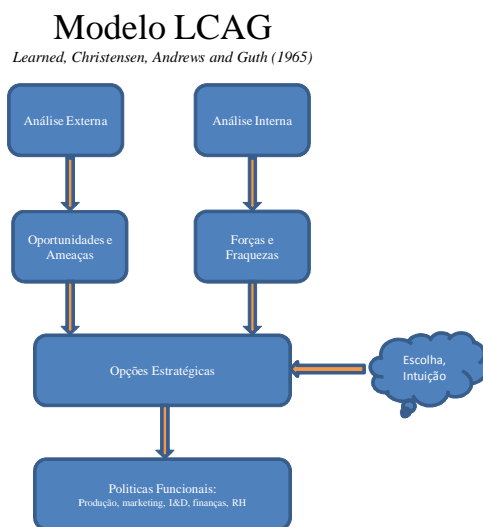 Modelo LCAG
Learned, Christensen, Andrews and Guth (1965)
Análise Externa
Análise Interna
Oportunidades e
Ameaças
Forças e
Fraquezas
Opções Estratégicas
Escolha,
Intuição
Politicas Funcionais:
Produção, marketing, I&D, finanças, RH